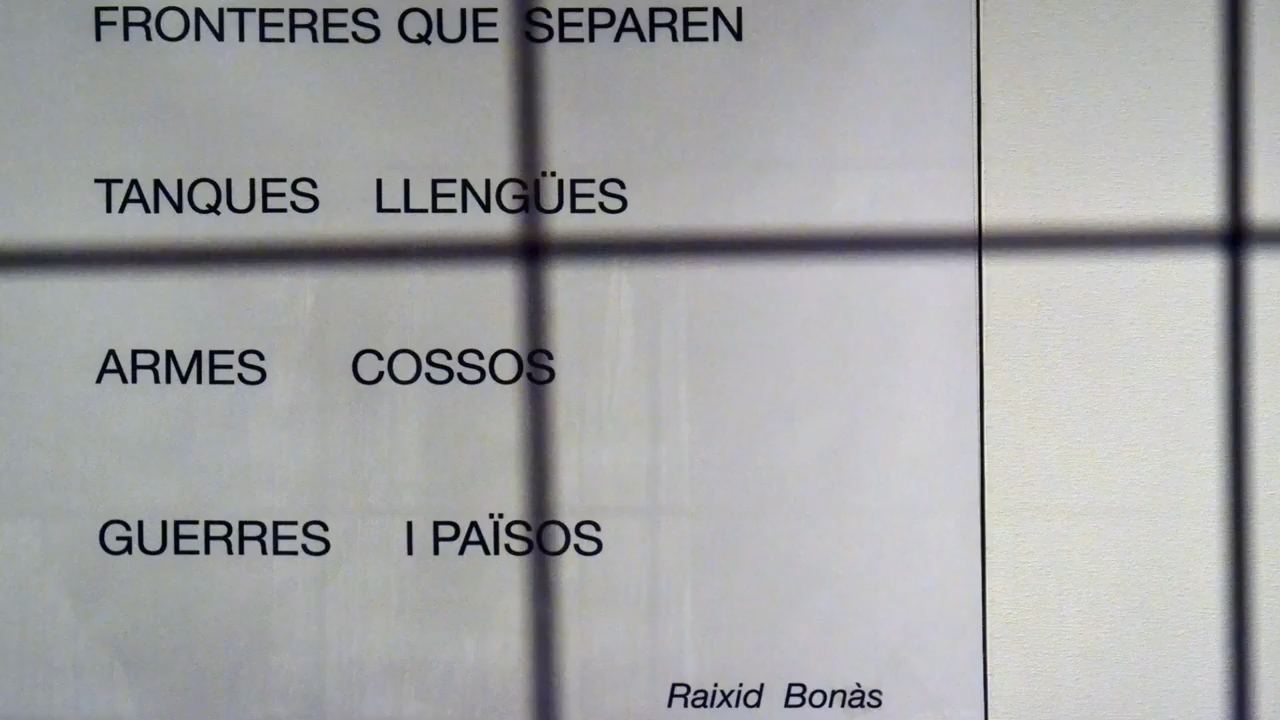 FRONTERES QUE SEPAREN
TANQUES LLENGÜES
ARMES COSSOS
GUERRES I PAÏSOS
Raixid Bonàs